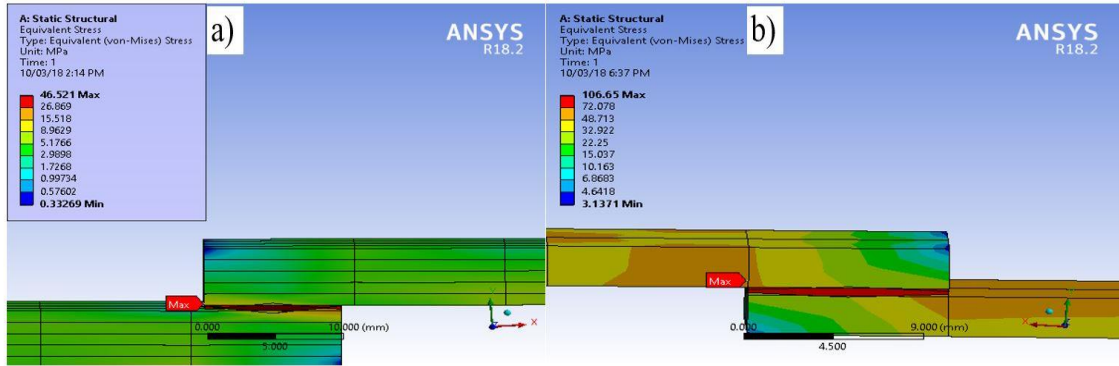 A: Static Structural
Equivalent Stress
Type: Equivalent (von-Mises) Stress
Unit: MPa
Time: 1
10/03/18 2:14 PM
46.521 Max
26.869
15.518
8.9629
5.1766
2.9898
1.7268
0.99734
0.57602
0.33269 Min
a)
ANSYS
R18.2
Max
0.000
10.000 (mm)
5.000
Y
X
A: Static Structural
Equivalent Stress
Type: Equivalent (von-Mises) Stress
Unit: MPa
Time: 1
10/03/18 6:37 PM
106.65 Max
72.078
48.713
32.922
22.25
15.037
10.163
6.8683
4.6418
3.1371 Min
b)
ANSYS
R18.2
Max
0.000
9.000 (mm)
4.500
X